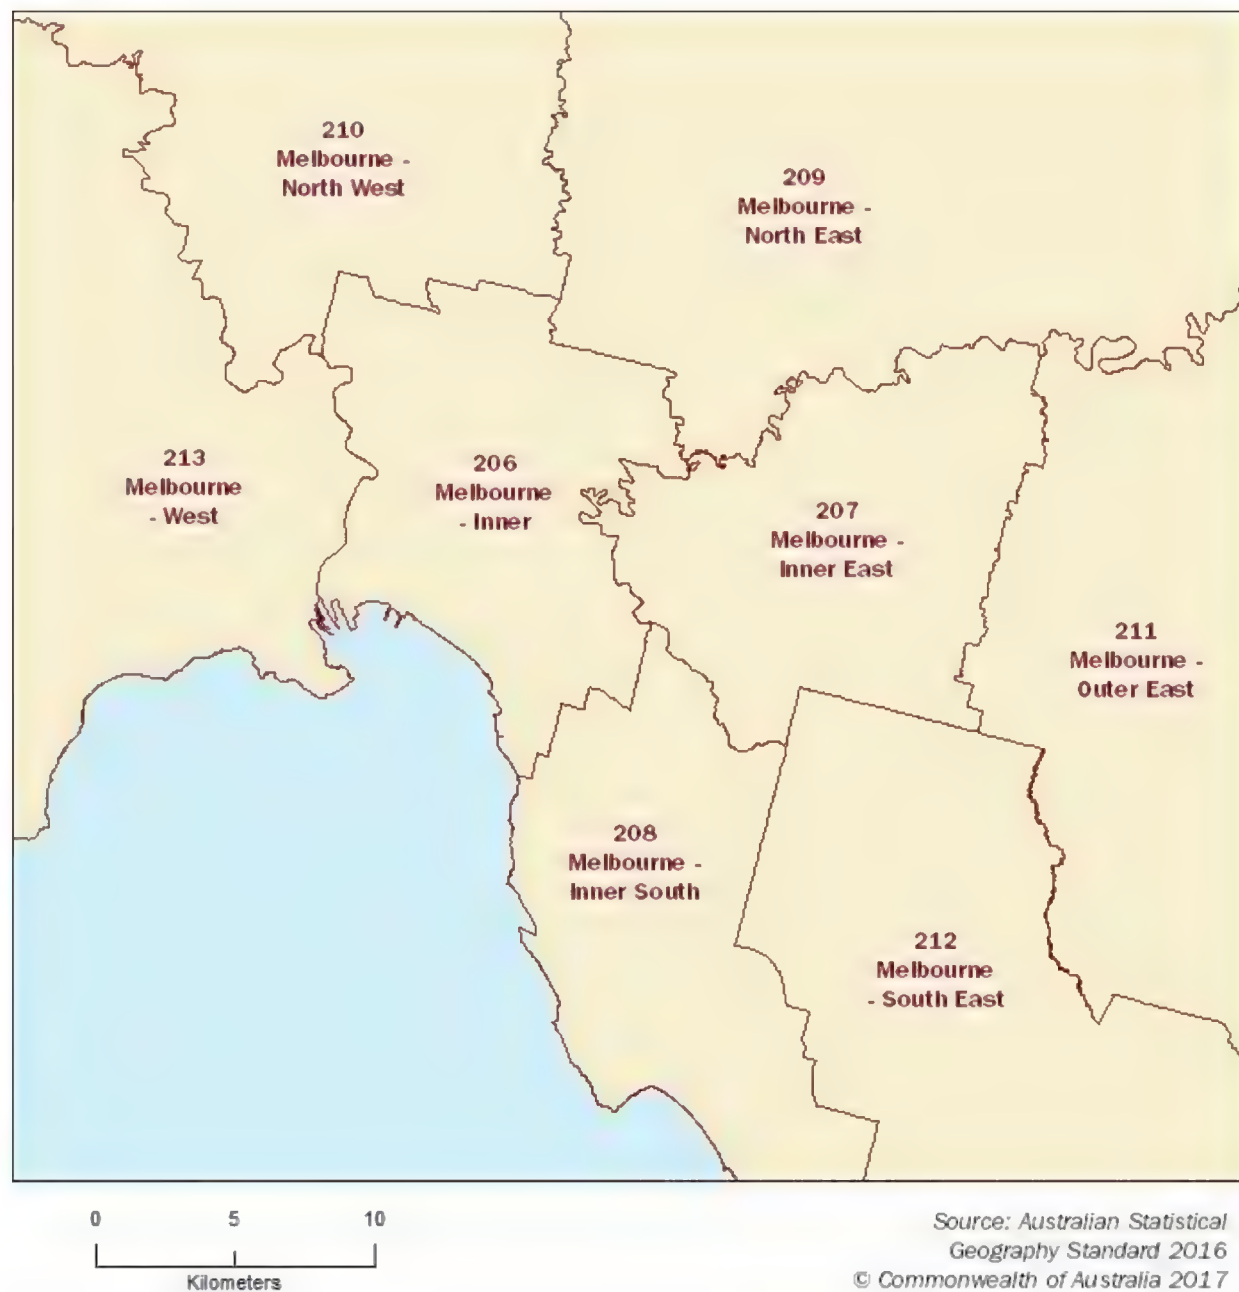 210
Melbourne -
North West
209
Melbourne -
North East
213
Melbourne
- West
206
Melbourne
- Inner
207
Melbourne -
Inner East
211
Melbourne -
Outer East
208
Melbourne -
Inner South
212
Melbourne
- South East
0 5 10
Kilometers
Source: Australian Statistical
Geography Standard 2016
© Commonwealth of Australia 2017